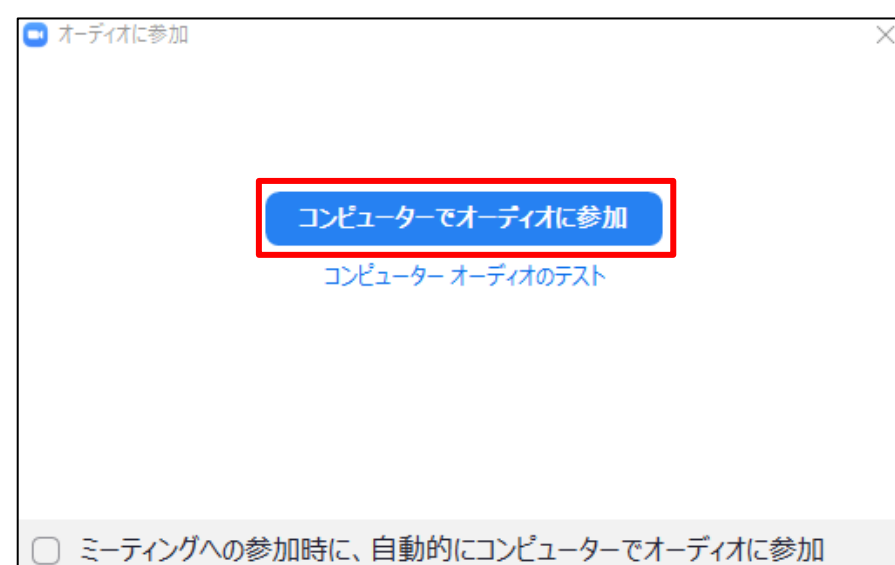 オーディオに参加
コンピューターでオーディオに参加
コンピューター オーディオのテスト
ミーティングへの参加時に、自動的にコンピューターでオーディオに参加